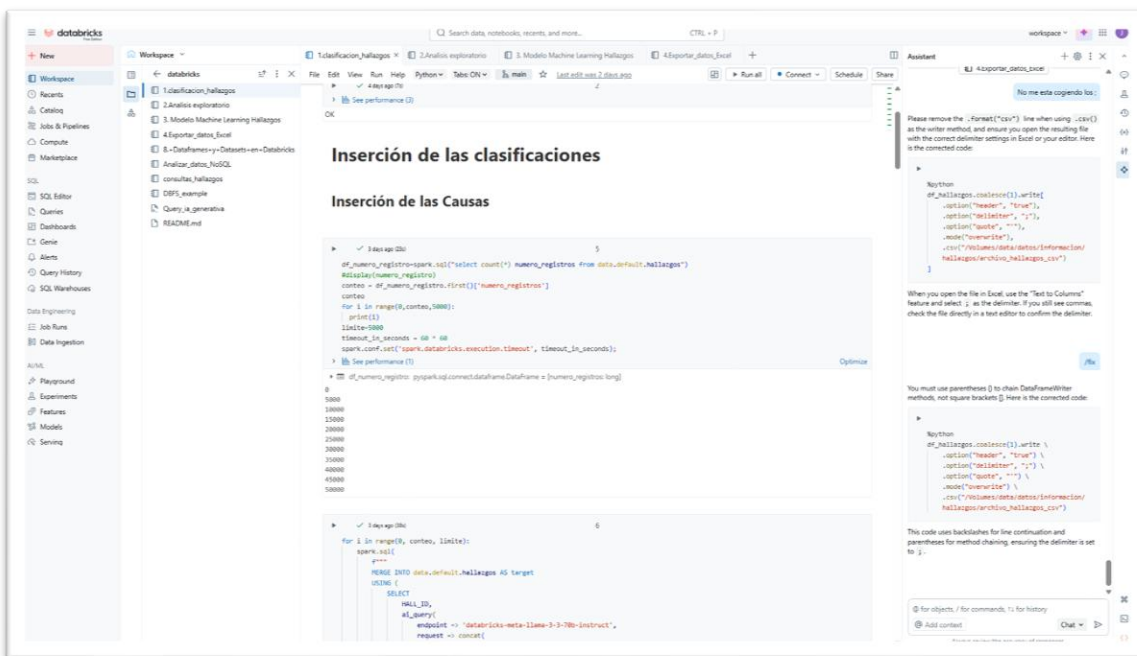 databricks
Free Edition
Search data, notebooks, recents, and more...
CTRL + P
workspace
New
Workspace
Recents
Catalog
Jobs & Pipelines
Compute
Marketplace
SQL
SQL Editor
Queries
Dashboards
Genie
Alerts
Query History
SQL Warehouses
Data Engineering
Job Runs
Data Ingestion
AI/ML
Playground
Experiments
Features
Models
Serving
Workspace
databricks
1.clasificacion_hallazgos
2.Analisis exploratorio
3. Modelo Machine Learning Hallazgos
4.Exportar_datos_Excel
8.+Dataframes+y+Datasets+en+Databricks
Analizar_datos_NoSQL
consultas_hallazgos
DBFS_example
Query_ia_generativa
README.md
1.clasificacion_hallazgos
2.Analisis exploratorio
3. Modelo Machine Learning Hallazgos
4.Exportar_datos_Excel
File Edit View Run Help Python Tabs: ON main Last edit was 2 days ago
Run all Connect Schedule Share
4 days ago (1s)
2
See performance (3)
OK
Inserción de las clasificaciones
Inserción de las Causas
3 days ago (2s)
5
df_numero_registro=spark.sql("select count(*) numero_registros from data.default.hallazgos")
#display(numero_registro)
conteo = df_numero_registro.first()['numero_registros']
conteo
for i in range(0,conteo,5000):
print(i)
limite=5000
timeout_in_seconds = 60 * 60
spark.conf.set('spark.databricks.execution.timeout', timeout_in_seconds);
See performance (1)
Optimize
df_numero_registro: pyspark.sql.connect.dataframe.DataFrame = [numero_registros: long]
0
5000
10000
15000
20000
25000
30000
35000
40000
45000
50000
3 days ago
6
for i in range(0, conteo, limite):
spark.sql(
f"""
MERGE INTO data.default.hallazgos AS target
USING (
SELECT
HALL_ID,
ai_query(
endpoint => 'databricks-meta-llama-3-3-70b-instruct',
request => concat(
Assistant
4.Exportar_datos_Excel
No me esta cogiendo los ;
Please remove the .format("csv") line when using .csv()
as the writer method, and ensure you open the resulting file
with the correct delimiter settings in Excel or your editor. Here
is the corrected code:
%python
df_hallazgos.coalesce(1).write[
.option("header", "true"),
.option("delimiter", ";"),
.option("quote", "'"),
.mode("overwrite"),
.csv("/Volumes/data/datos/informacion/
hallazgos/archivo_hallazgos_csv")
]
When you open the file in Excel, use the "Text to Columns"
feature and select ; as the delimiter. If you still see commas,
check the file directly in a text editor to confirm the delimiter.
/fix
You must use parentheses () to chain DataFrameWriter
methods, not square brackets []. Here is the corrected code:
%python
df_hallazgos.coalesce(1).write \
.option("header", "true") \
.option("delimiter", ";") \
.option("quote", "'") \
.mode("overwrite") \
.csv("/Volumes/data/datos/informacion/
hallazgos/archivo_hallazgos_csv")
This code uses backslashes for line continuation and
parentheses for method chaining, ensuring the delimiter is set
to ; .
@ for objects, / for commands, ↑↓ for history
@ Add context
Chat